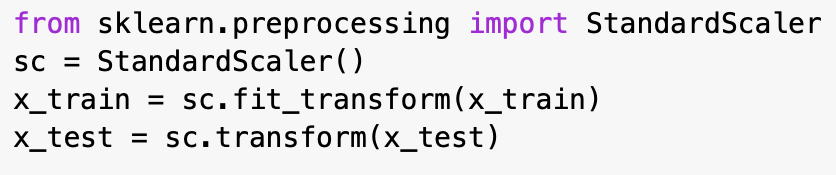 from sklearn.preprocessing import StandardScaler
sc = StandardScaler()
x_train = sc.fit_transform(x_train)
x_test = sc.transform(x_test)